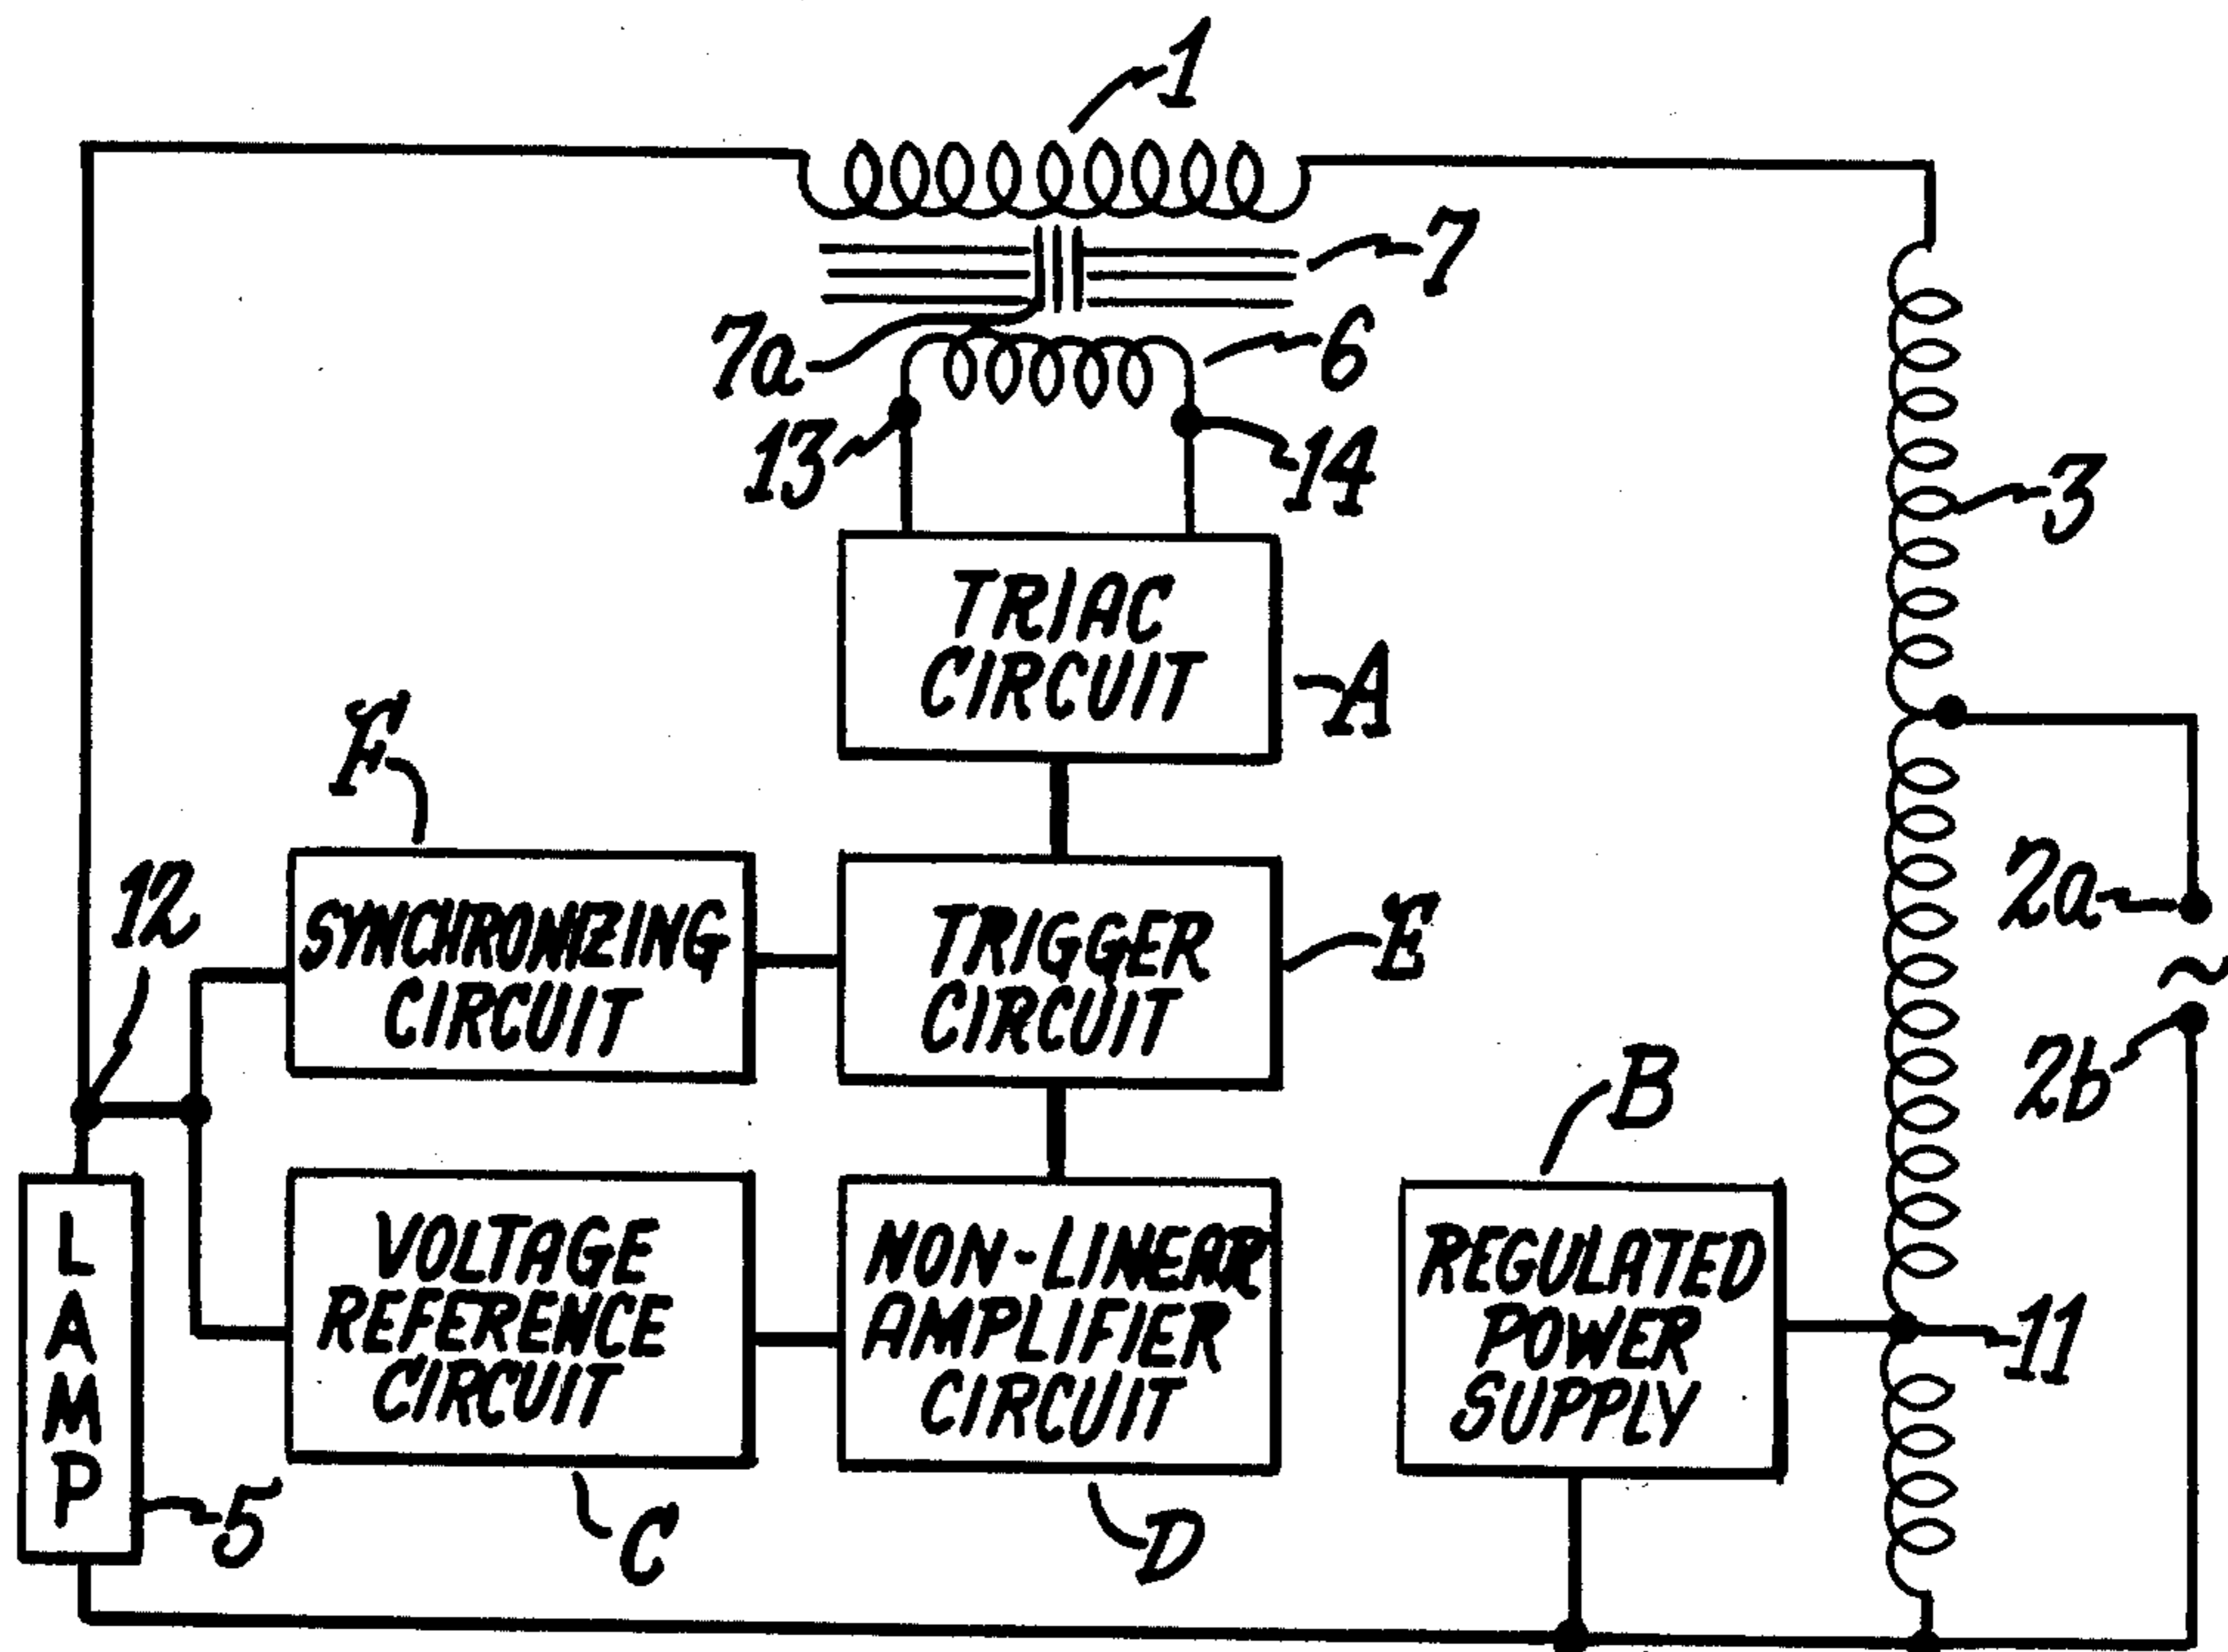 1
7
7a
6
13
14
3
TRIAC
CIRCUIT
A
F
12
SYNCHRONIZING
CIRCUIT
TRIGGER
CIRCUIT
E
2a
~
2b
B
LAMP
VOLTAGE
REFERENCE
CIRCUIT
NON-LINEAR
AMPLIFIER
CIRCUIT
REGULATED
POWER
SUPPLY
11
5
C
D